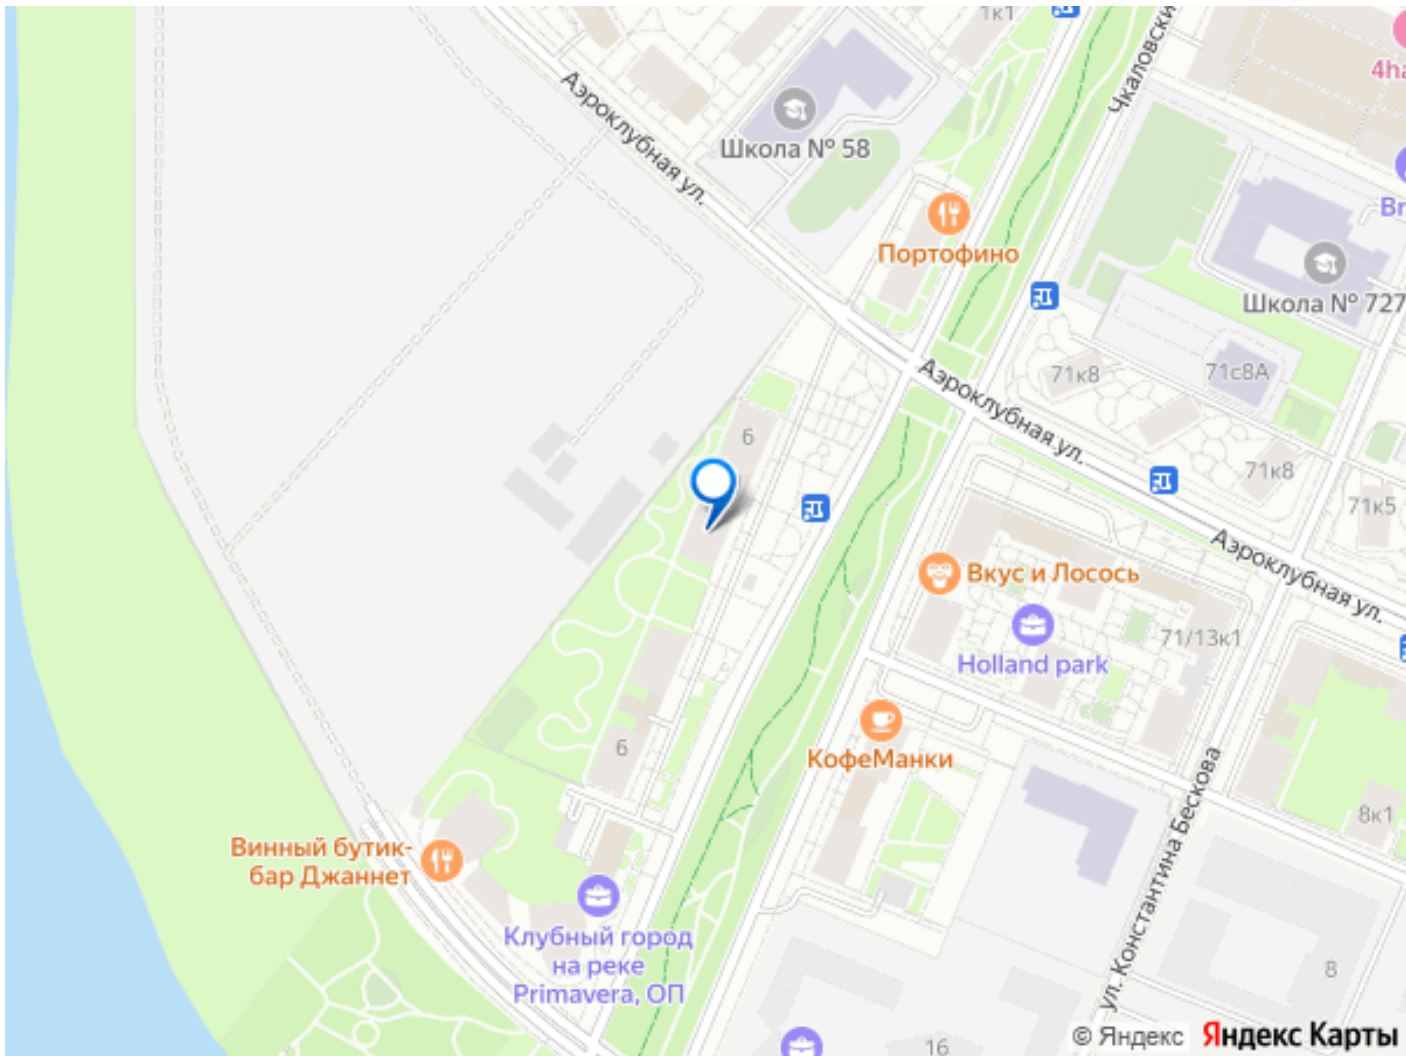 1к1
Чкаловски
4ha
Аэроклубная ул.
Школа № 58
Br
Портофино
Школа № 727
71к8
71с8А
Аэроклубная ул.
6
71к8
71к5
Аэроклубная ул.
Вкус и Лосось
71/13к1
Holland park
6
КофеМанки
ул. Константина Бескова
8к1
Винный бутик-
бар Джаннет
Клубный город
на реке
Primavera, ОП
8
16
© Яндекс
Яндекс Карты